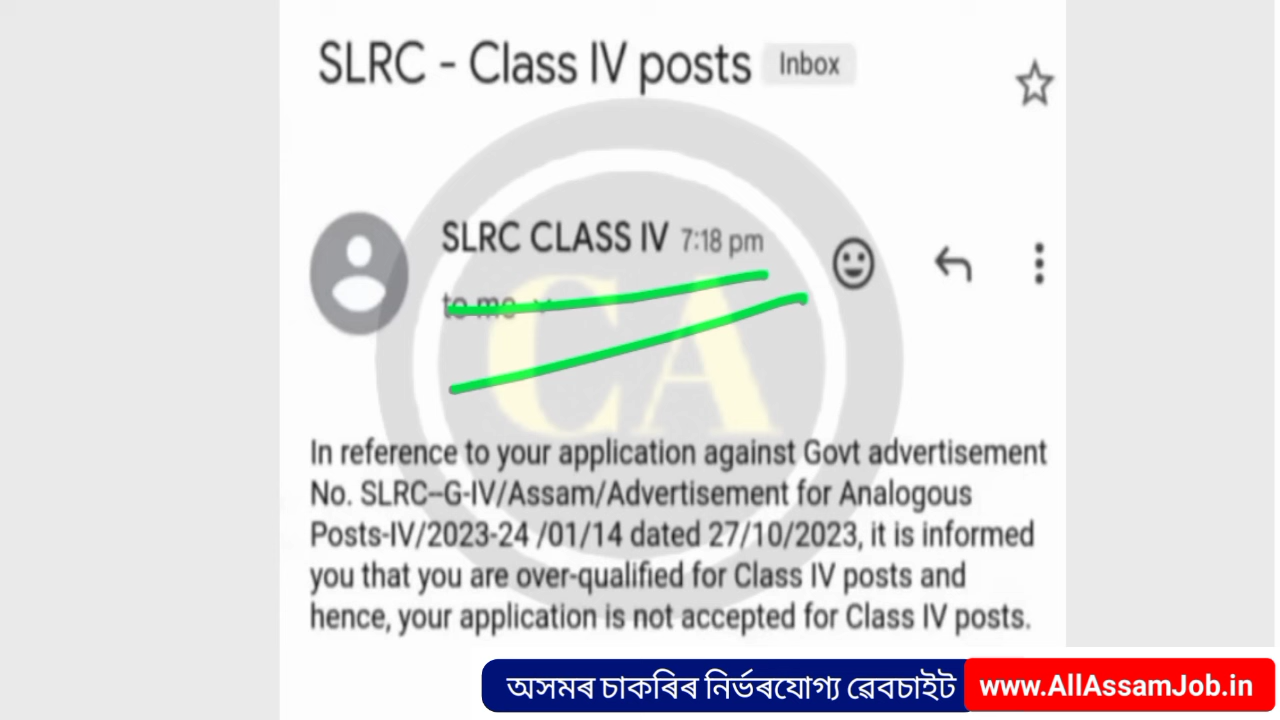 SLRC - Class IV posts Inbox
SLRC CLASS IV 7:18 pm
to me
CA
In reference to your application against Govt advertisement
No. SLRC–G-IV/Assam/Advertisement for Analogous
Posts-IV/2023-24 /01/14 dated 27/10/2023, it is informed
you that you are over-qualified for Class IV posts and
hence, your application is not accepted for Class IV posts.
অসমৰ চাকৰিৰ নিৰ্ভৰযোগ্য ৱেবচাইট www.AllAssamJob.in